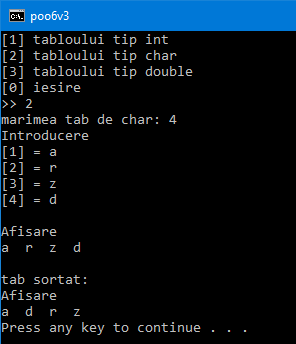 poo6v3
[1] tabloului tip int
[2] tabloului tip char
[3] tabloului tip double
[0] iesire
>> 2
marimea tab de char: 4
Introducere
[1] = a
[2] = r
[3] = z
[4] = d
Afisare
a r z d
tab sortat:
Afisare
a d r z
Press any key to continue . . .